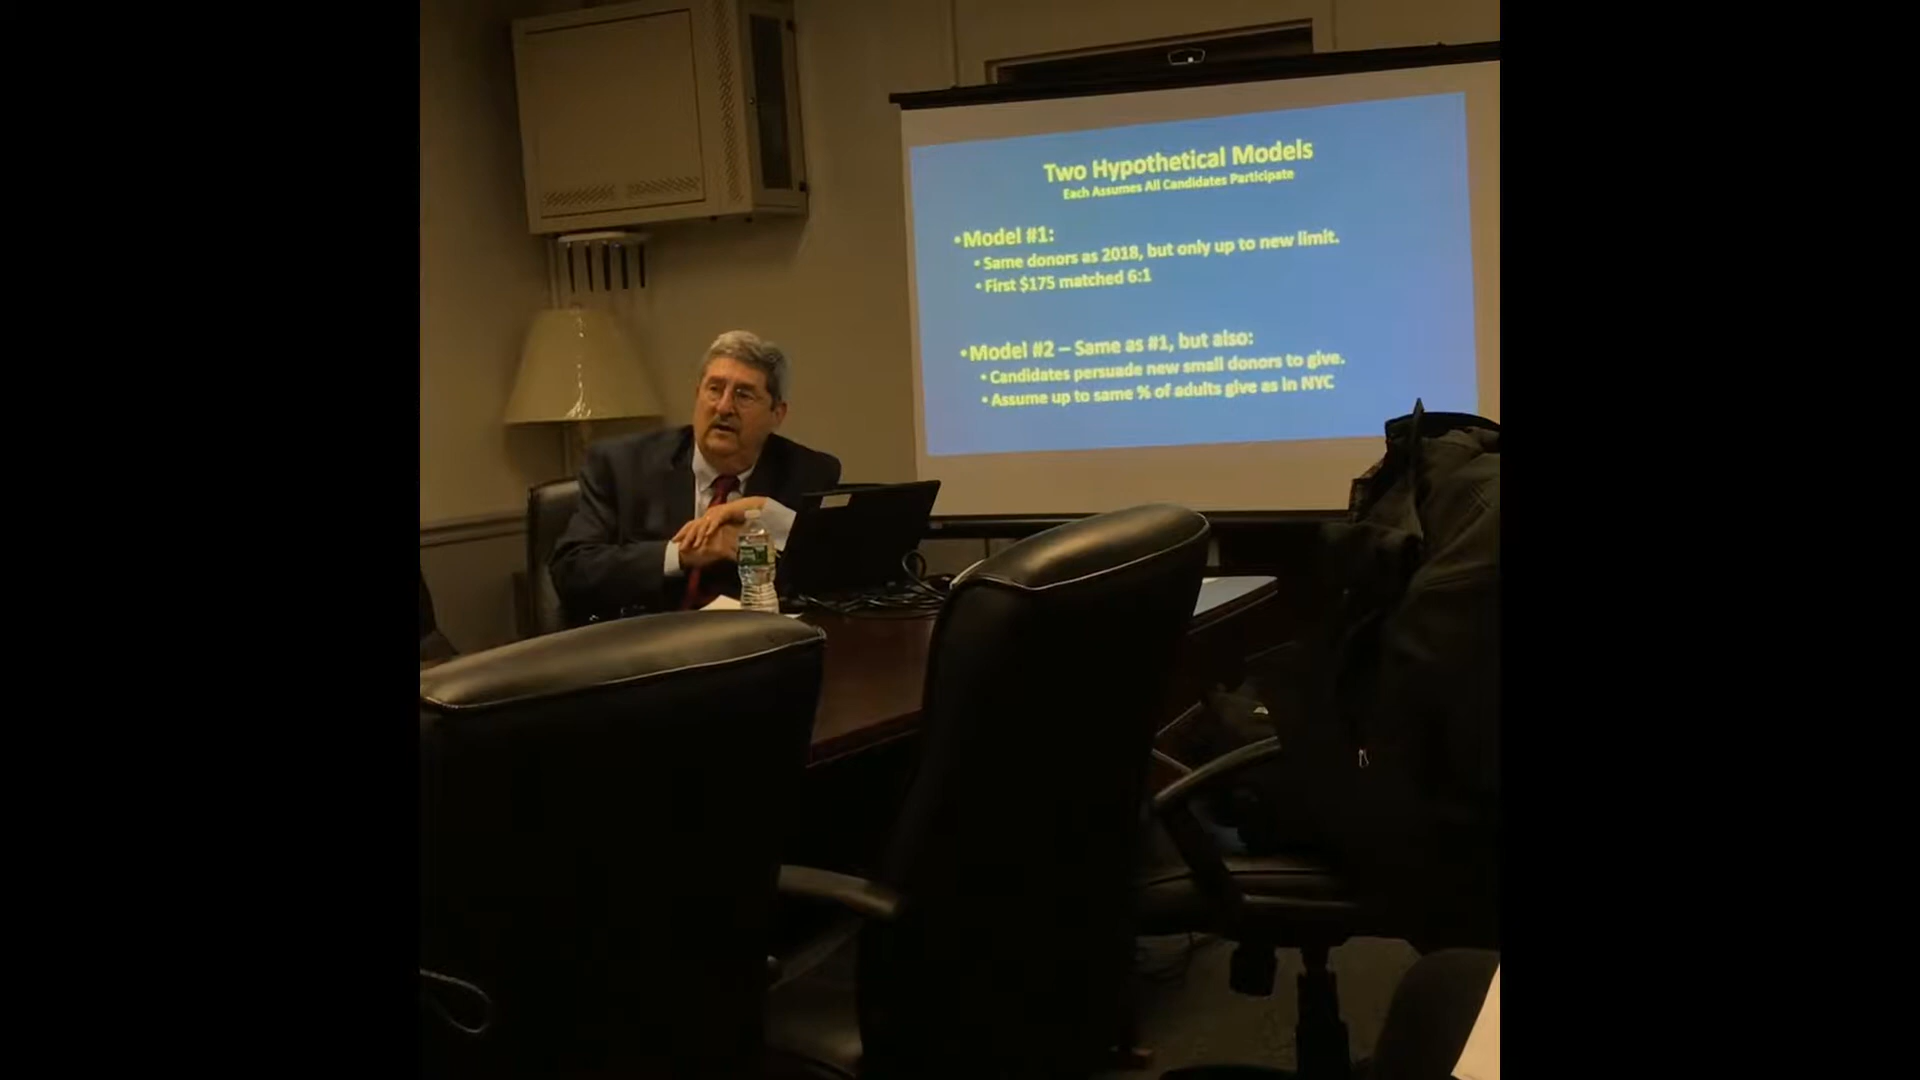 Two Hypothetical Models
Each Assumes All Candidates Participate
•Model #1:
• Same donors as 2018, but only up to new limit.
• First $175 matched 6:1
•Model #2 – Same as #1, but also:
• Candidates persuade new small donors to give.
• Assume up to same % of adults give as in NYC